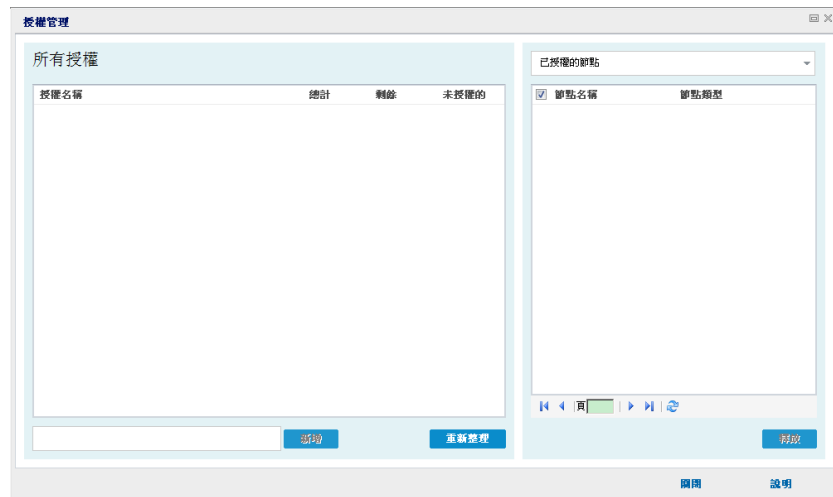 授權管理
所有授權
已授權的節點
授權名稱 總計 剩餘 未授權的
節點名稱 節點類型
頁
新增 重新整理 釋放
關閉 說明